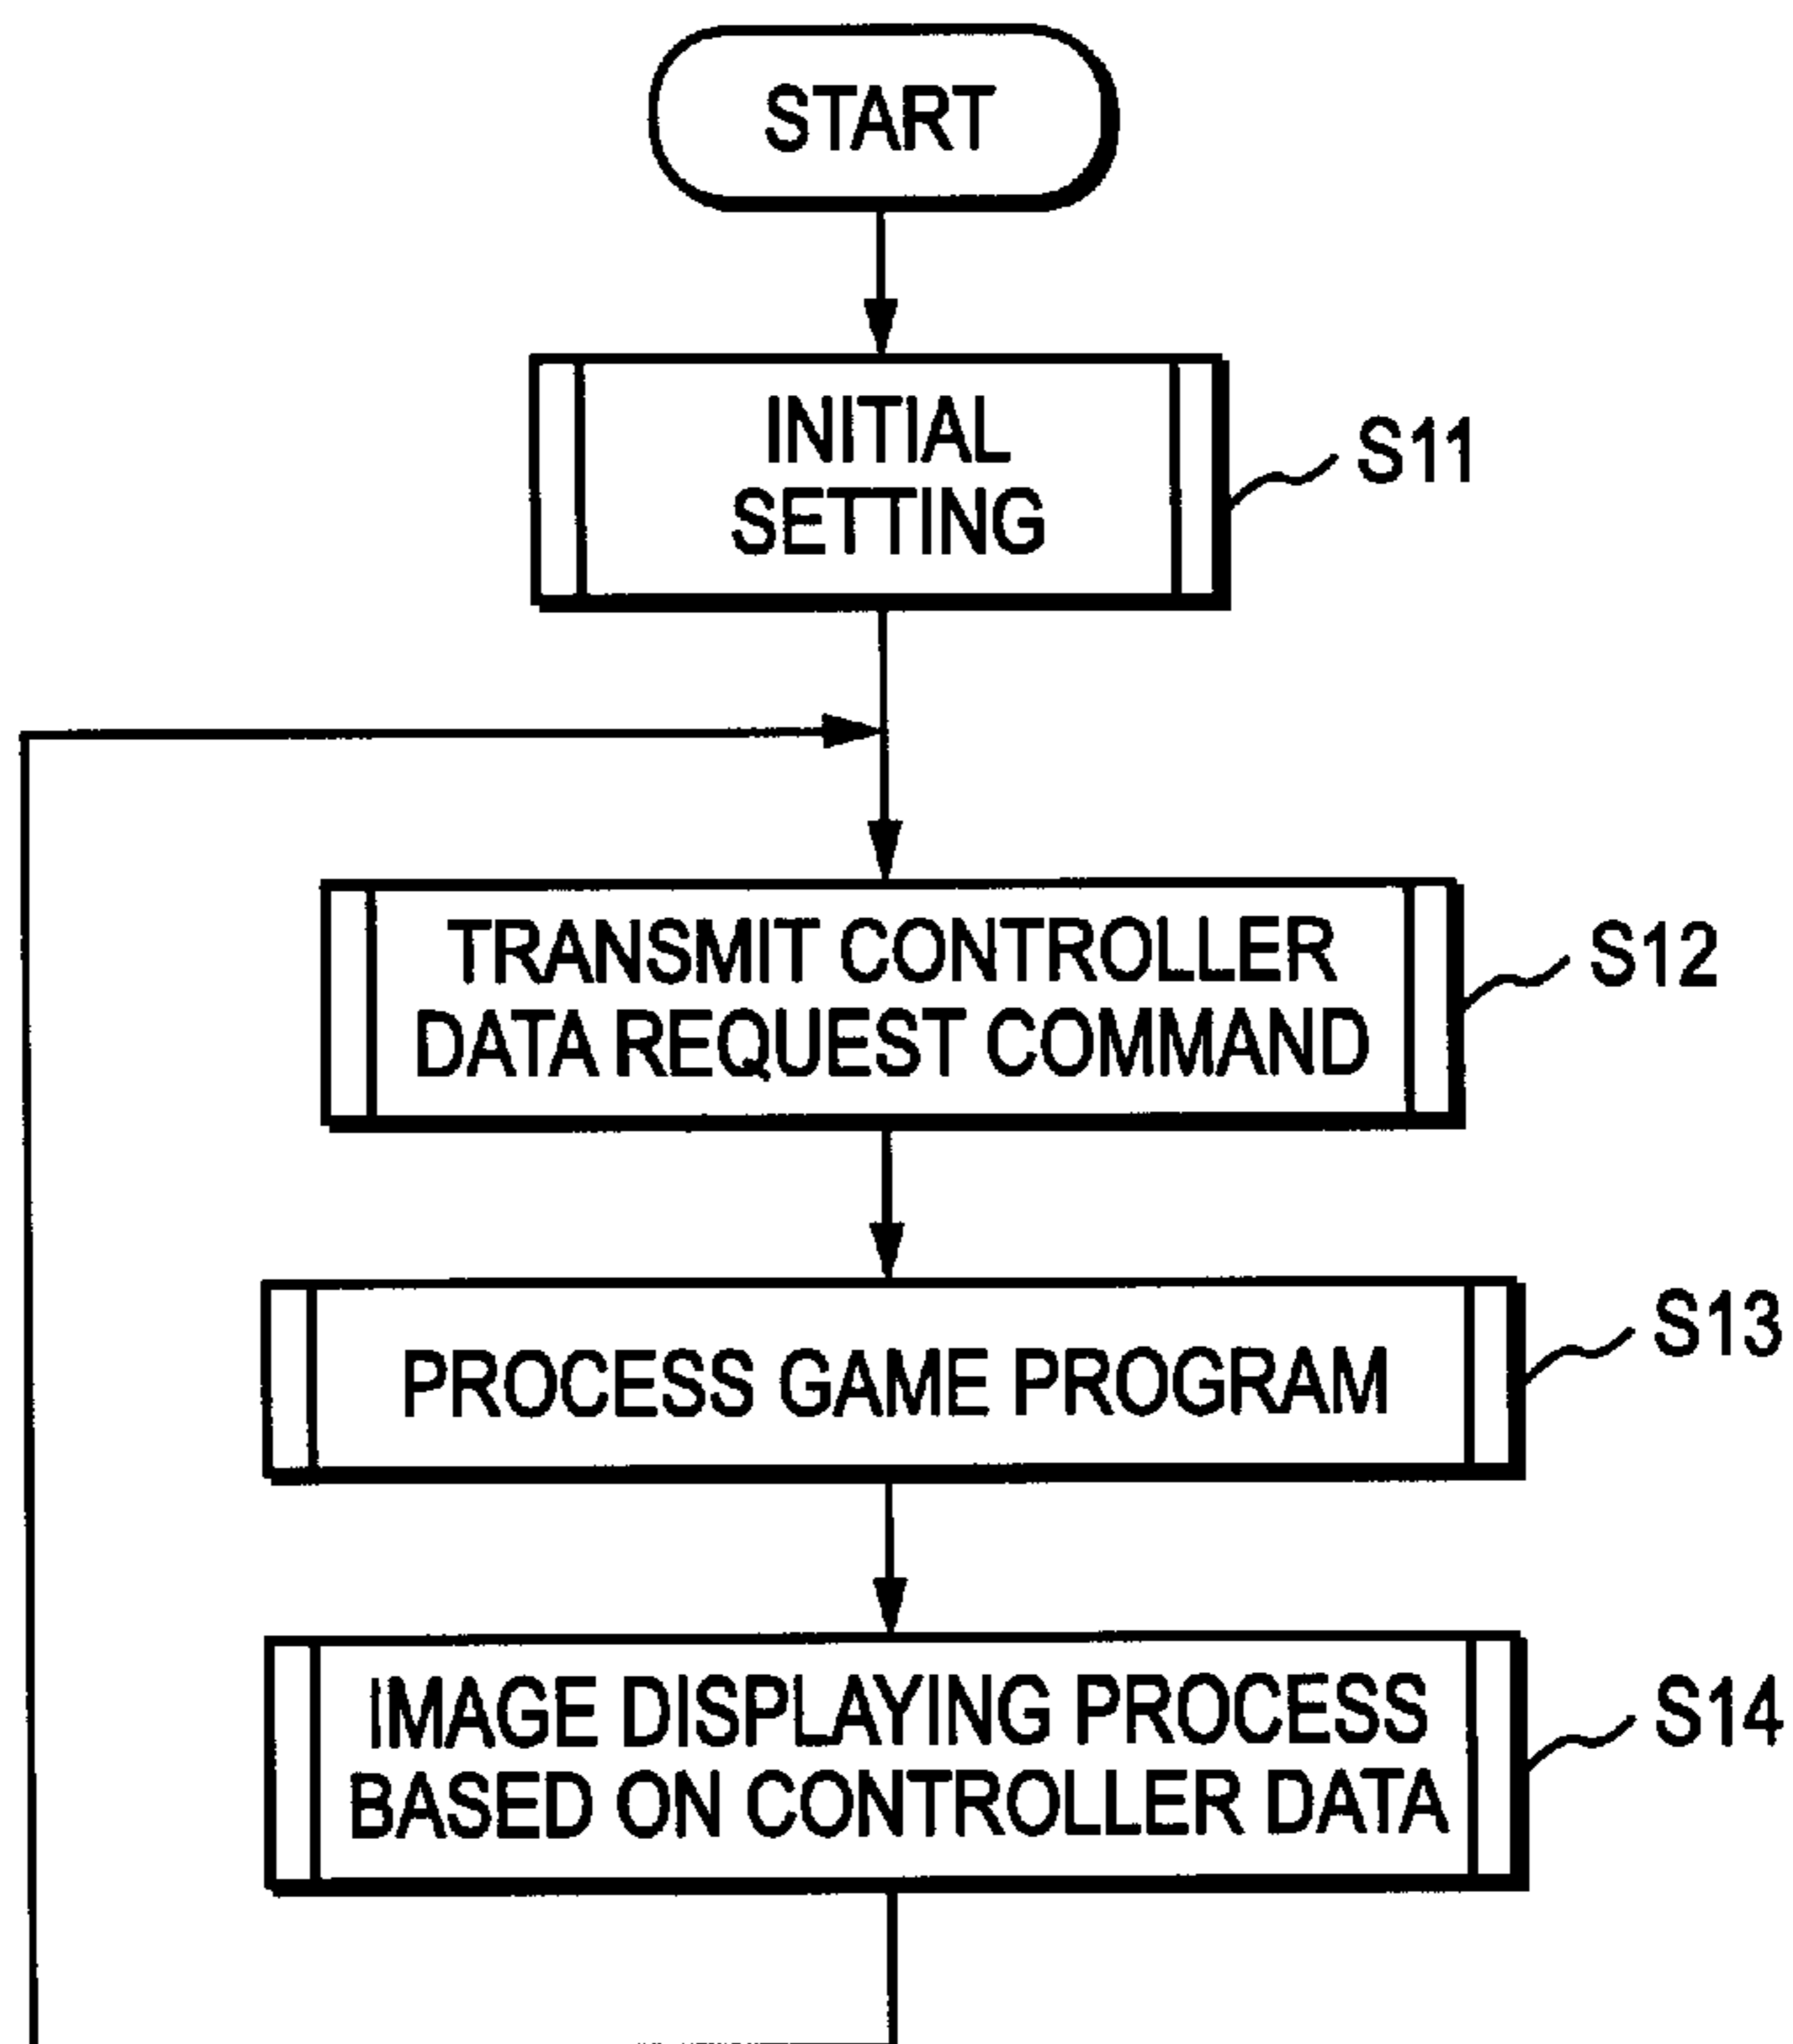 START
INITIAL
SETTING
S11
TRANSMIT CONTROLLER
DATA REQUEST COMMAND
S12
PROCESS GAME PROGRAM
S13
IMAGE DISPLAYING PROCESS
BASED ON CONTROLLER DATA
S14